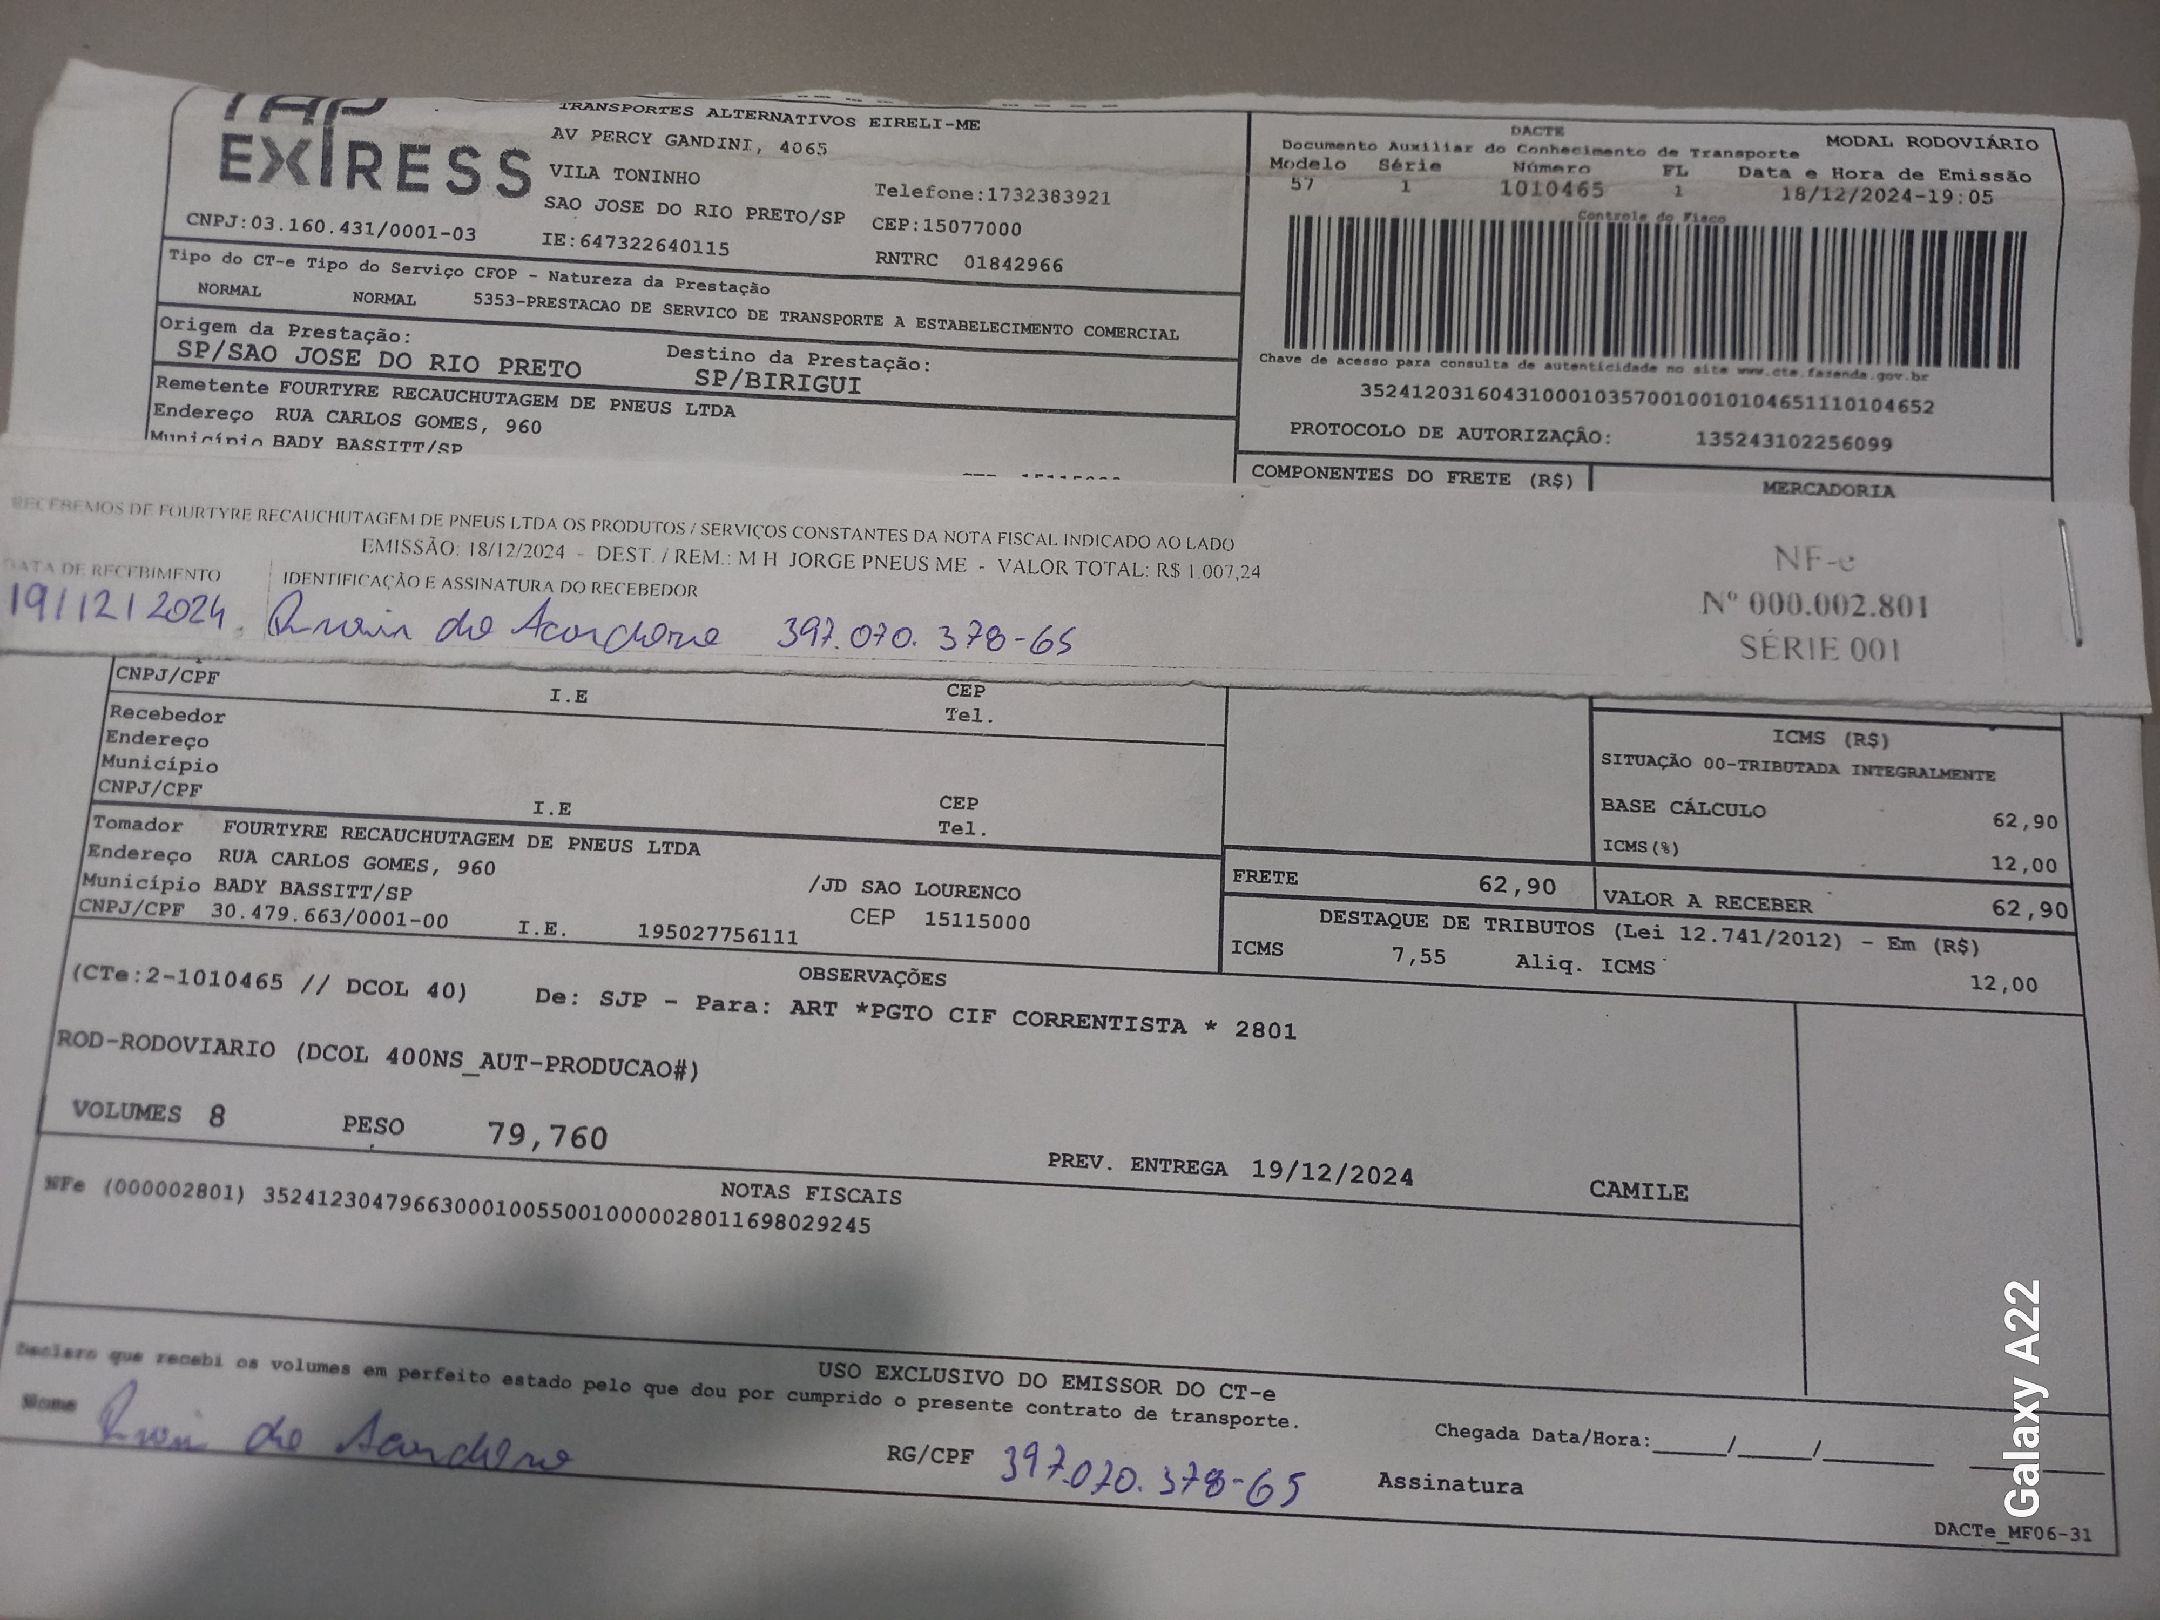 TAP
EXPRESS
CNPJ:03.160.431/0001-03
TRANSPORTES ALTERNATIVOS EIRELI-ME
AV PERCY GANDINI, 4065
VILA TONINHO
SAO JOSE DO RIO PRETO/SP
IE:647322640115
Telefone:1732383921
CEP:15077000
RNTRC 01842966
DACTE
MODAL RODOVIÁRIO
Documento Auxiliar do Conhecimento de Transporte
Modelo Série Número FL Data e Hora de Emissão
57 1 1010465 1 18/12/2024-19:05
Controle do Fisco
Chave de acesso para consulta de autenticidade no site www.cte.fazenda.gov.br
35241203160431000103570010010104651110104652
PROTOCOLO DE AUTORIZAÇÃO: 135243102256099
Tipo do CT-e Tipo do Serviço CFOP - Natureza da Prestação
NORMAL NORMAL 5353-PRESTACAO DE SERVICO DE TRANSPORTE A ESTABELECIMENTO COMERCIAL
Origem da Prestação:
SP/SAO JOSE DO RIO PRETO
Destino da Prestação:
SP/BIRIGUI
Remetente FOURTYRE RECAUCHUTAGEM DE PNEUS LTDA
Endereço RUA CARLOS GOMES, 960
Município BADY BASSITT/SP
COMPONENTES DO FRETE (R$) MERCADORIA
RECEBEMOS DE FOURTYRE RECAUCHUTAGEM DE PNEUS LTDA OS PRODUTOS / SERVIÇOS CONSTANTES DA NOTA FISCAL INDICADO AO LADO
EMISSÃO: 18/12/2024 - DEST. / REM.: M H JORGE PNEUS ME - VALOR TOTAL: R$ 1.007,24
DATA DE RECEBIMENTO
19/12/2024
IDENTIFICAÇÃO E ASSINATURA DO RECEBEDOR
397.070.378-65
NF-e
Nº 000.002.801
SÉRIE 001
CNPJ/CPF I.E CEP
Tel.
Recebedor
Endereço
Município
CNPJ/CPF I.E CEP
Tel.
ICMS (R$)
SITUAÇÃO 00-TRIBUTADA INTEGRALMENTE
BASE CÁLCULO 62,90
ICMS(%) 12,00
Tomador FOURTYRE RECAUCHUTAGEM DE PNEUS LTDA
Endereço RUA CARLOS GOMES, 960 /JD SAO LOURENCO
Município BADY BASSITT/SP CEP 15115000
CNPJ/CPF 30.479.663/0001-00 I.E. 195027756111
FRETE 62,90 VALOR A RECEBER 62,90
DESTAQUE DE TRIBUTOS (Lei 12.741/2012) - Em (R$)
ICMS 7,55 Aliq. ICMS 12,00
OBSERVAÇÕES
(CTe:2-1010465 // DCOL 40) De: SJP - Para: ART *PGTO CIF CORRENTISTA * 2801
ROD-RODOVIARIO (DCOL 400NS_AUT-PRODUCAO#)
VOLUMES 8 PESO 79,760 PREV. ENTREGA 19/12/2024 CAMILE
NOTAS FISCAIS
NFe (000002801) 35241230479663000100550010000028011698029245
USO EXCLUSIVO DO EMISSOR DO CT-e
Declaro que recebi os volumes em perfeito estado pelo que dou por cumprido o presente contrato de transporte.
Nome
RG/CPF 397.070.378-65
Chegada Data/Hora:_____/_____/_____ _____
Assinatura
DACTe_MF06-31
Galaxy A22